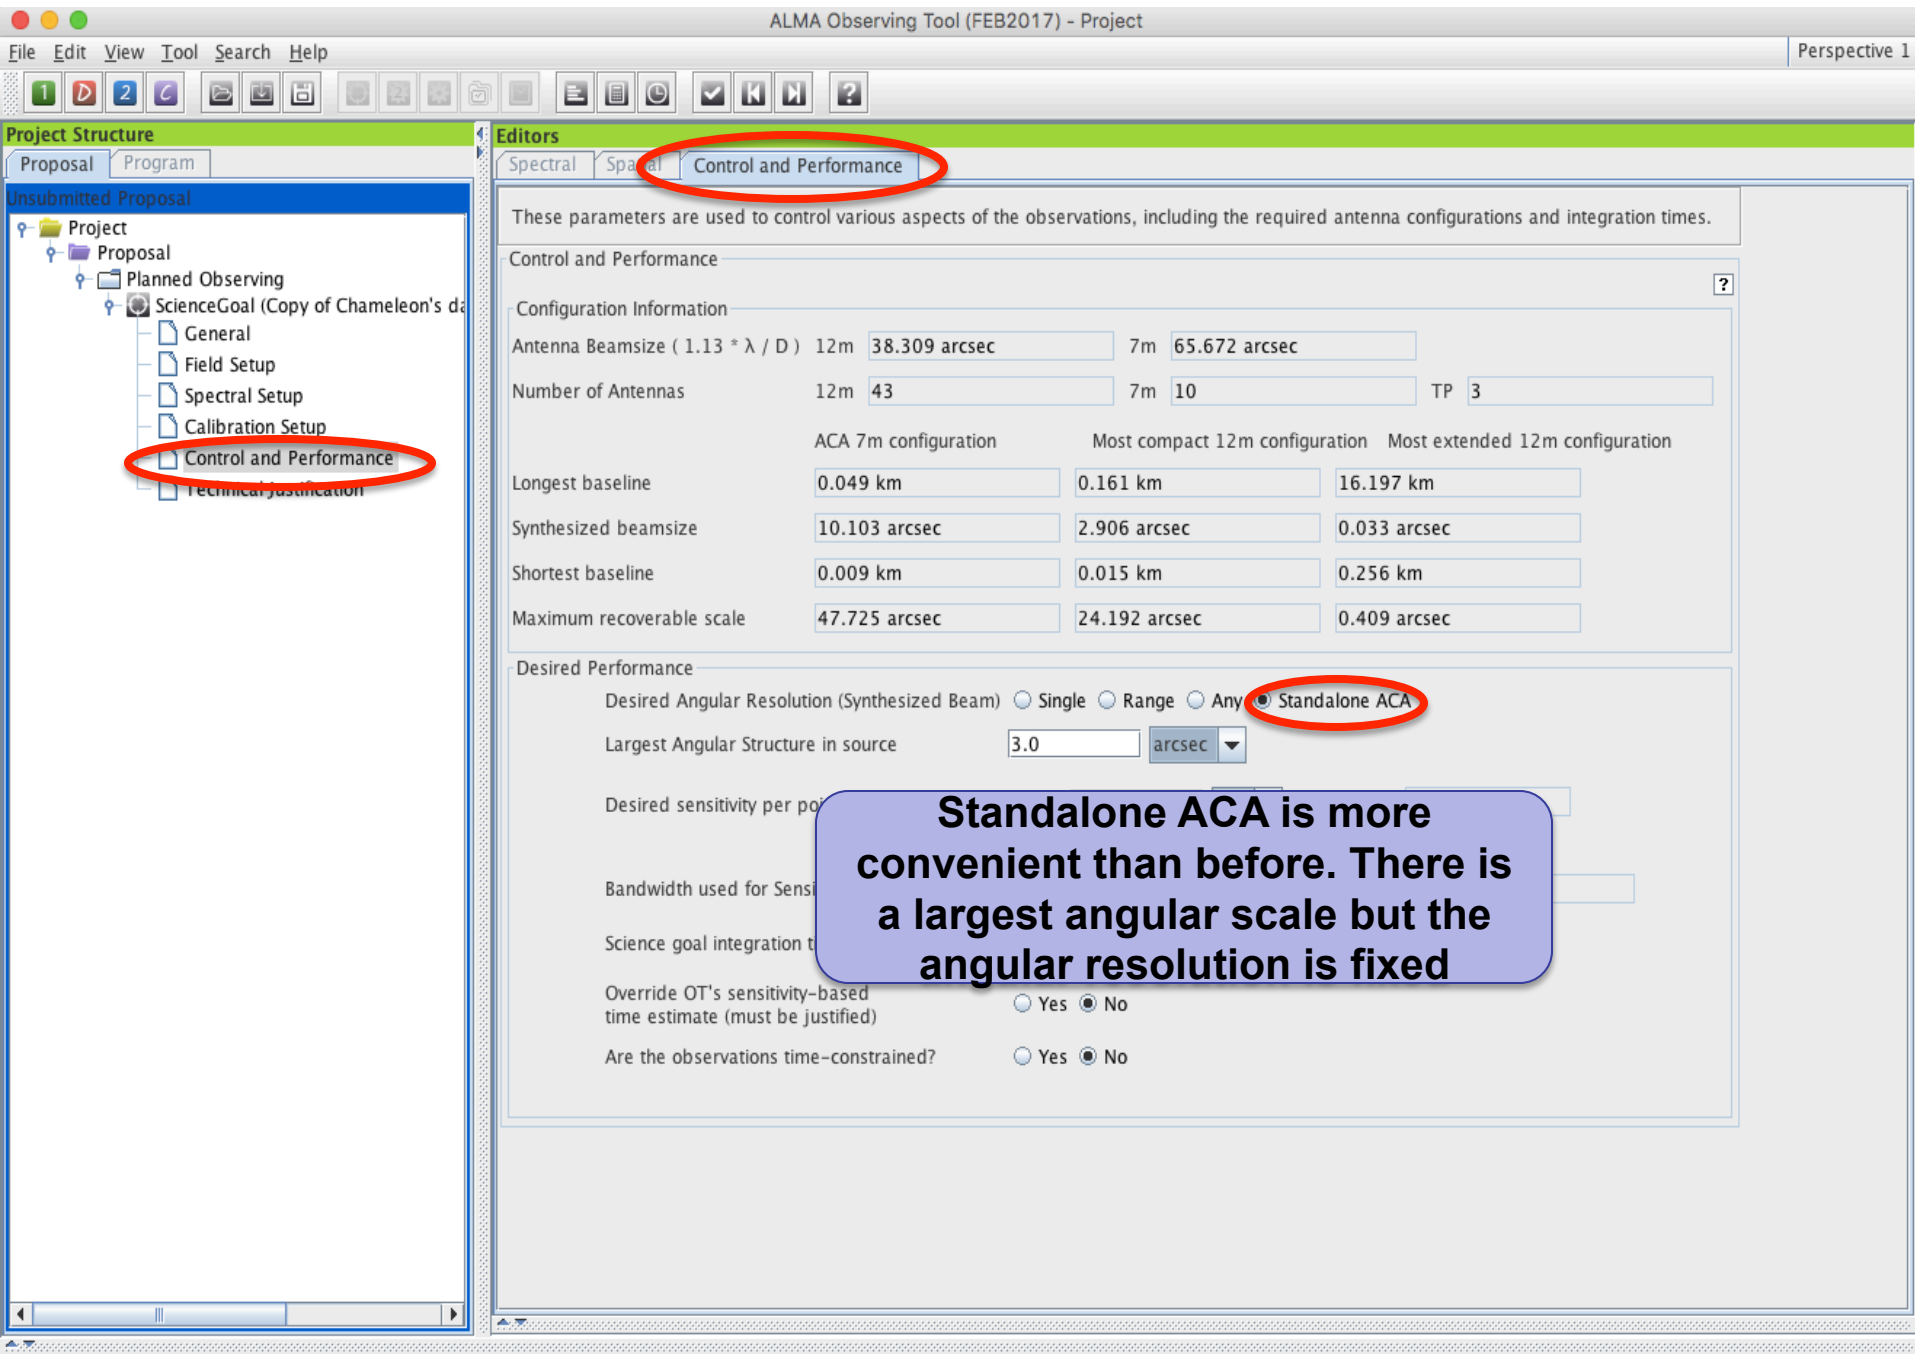 ALMA Observing Tool (FEB2017) - Project
File Edit View Tool Search Help
Perspective 1
1 D 2 C ?
Project Structure
Proposal Program
Unsubmitted Proposal
Project
Proposal
Planned Observing
ScienceGoal (Copy of Chameleon's da
General
Field Setup
Spectral Setup
Calibration Setup
Control and Performance
Technical Justification
Editors
Spectral Spatial Control and Performance
These parameters are used to control various aspects of the observations, including the required antenna configurations and integration times.
Control and Performance
?
Configuration Information
Antenna Beamsize ( 1.13 * λ / D ) 12m 38.309 arcsec 7m 65.672 arcsec
Number of Antennas 12m 43 7m 10 TP 3
ACA 7m configuration Most compact 12m configuration Most extended 12m configuration
Longest baseline 0.049 km 0.161 km 16.197 km
Synthesized beamsize 10.103 arcsec 2.906 arcsec 0.033 arcsec
Shortest baseline 0.009 km 0.015 km 0.256 km
Maximum recoverable scale 47.725 arcsec 24.192 arcsec 0.409 arcsec
Desired Performance
Desired Angular Resolution (Synthesized Beam) Single Range Any Standalone ACA
Largest Angular Structure in source 3.0 arcsec
Desired sensitivity per
Bandwidth used for
Science goal integration
Override OT's sensitivity-based
time estimate (must be justified) Yes No
Are the observations time-constrained? Yes No
Standalone ACA is more
convenient than before. There is
a largest angular scale but the
angular resolution is fixed